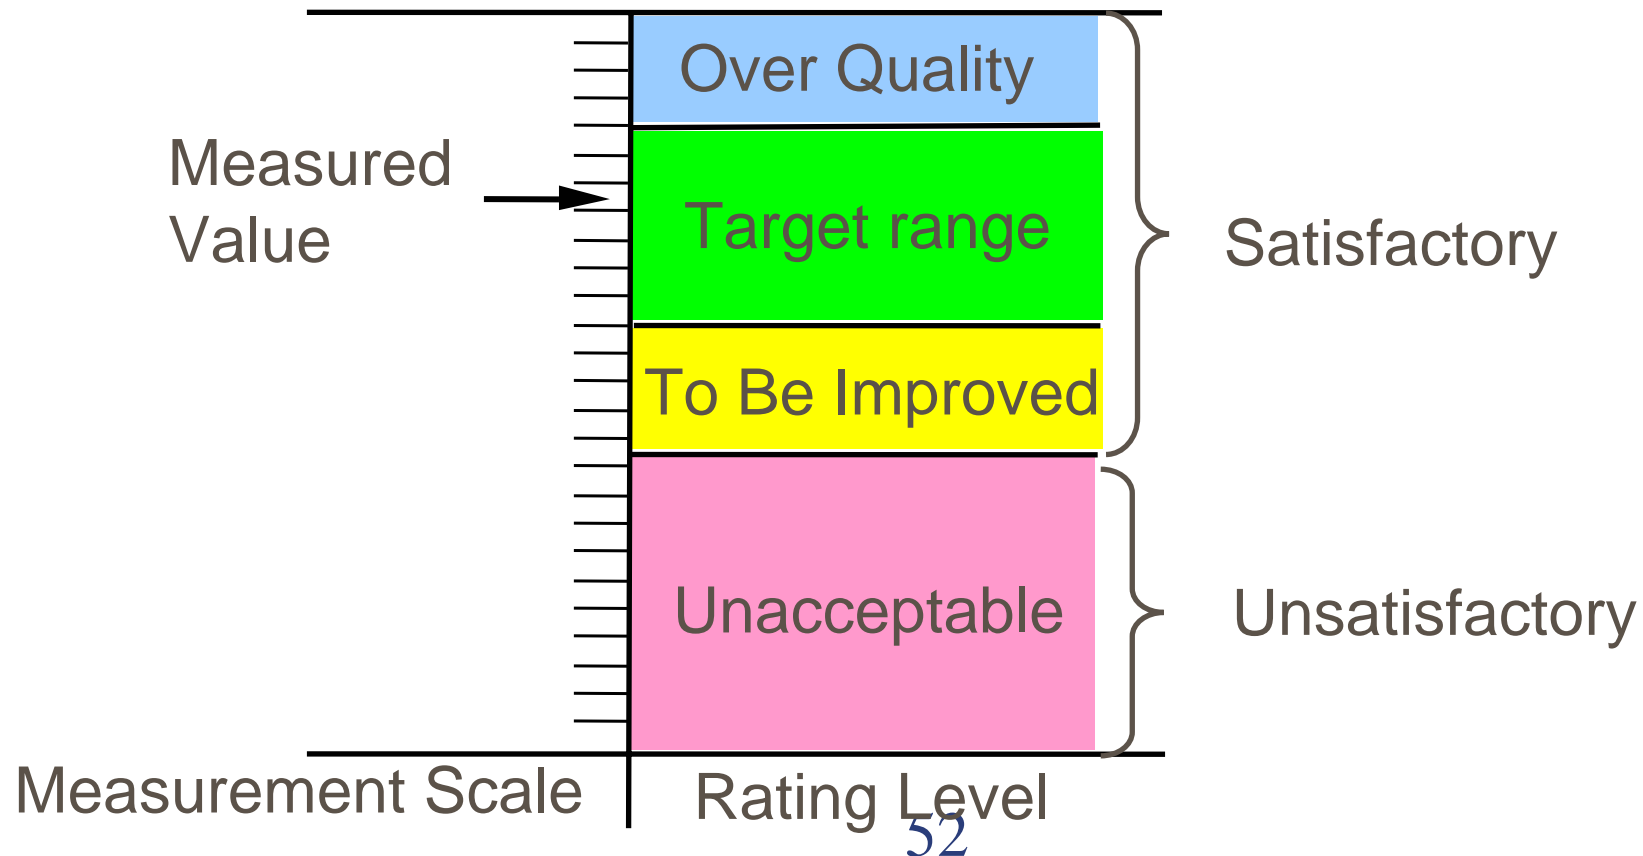 Over Quality
Measured
Value
Target range
Satisfactory
To Be Improved
Unacceptable
Unsatisfactory
Measurement Scale
Rating Level
52